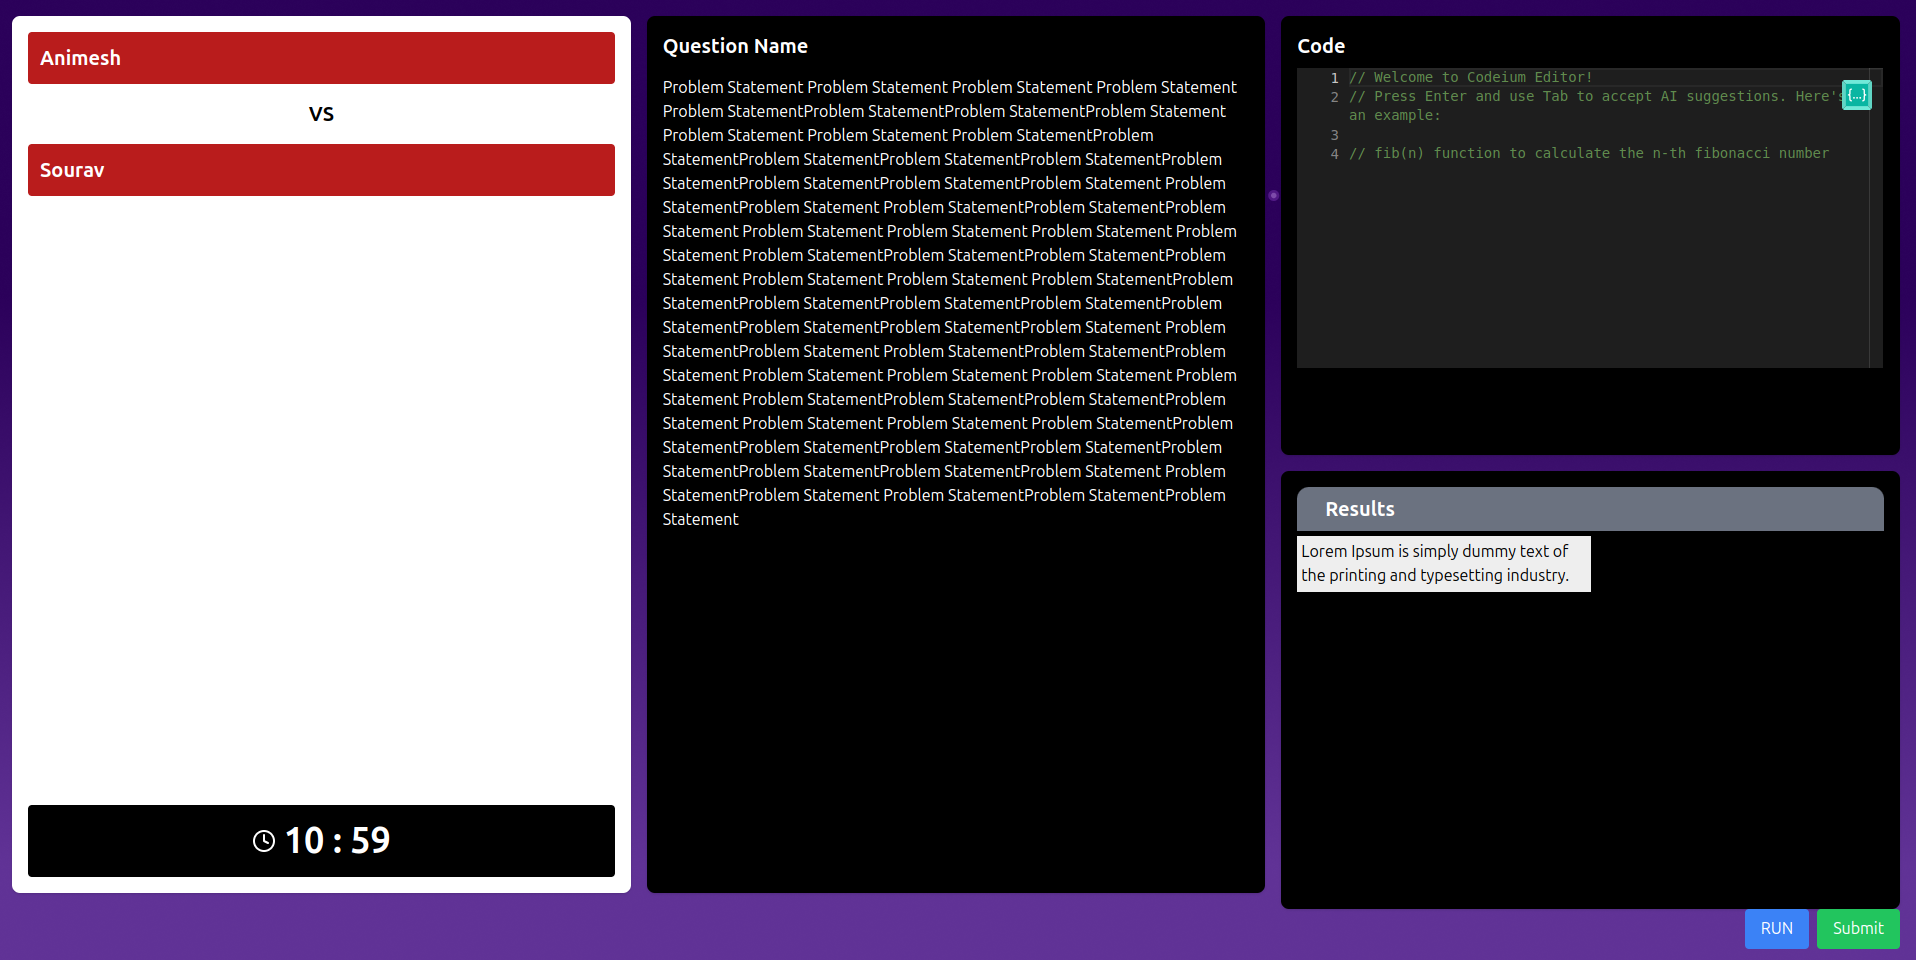 Animesh
VS
Sourav
10 : 59
Question Name
Problem Statement Problem Statement Problem Statement Problem Statement
Problem StatementProblem StatementProblem StatementProblem Statement
Problem Statement Problem Statement Problem StatementProblem
StatementProblem StatementProblem StatementProblem StatementProblem
StatementProblem StatementProblem StatementProblem Statement Problem
StatementProblem Statement Problem StatementProblem StatementProblem
Statement Problem Statement Problem Statement Problem Statement Problem
Statement Problem StatementProblem StatementProblem StatementProblem
Statement Problem Statement Problem Statement Problem StatementProblem
StatementProblem StatementProblem StatementProblem StatementProblem
StatementProblem StatementProblem StatementProblem Statement Problem
StatementProblem Statement Problem StatementProblem StatementProblem
Statement Problem Statement Problem Statement Problem Statement Problem
Statement Problem StatementProblem StatementProblem StatementProblem
Statement Problem Statement Problem Statement Problem StatementProblem
StatementProblem StatementProblem StatementProblem StatementProblem
StatementProblem StatementProblem StatementProblem Statement Problem
StatementProblem Statement Problem StatementProblem StatementProblem
Statement
Code
1 // Welcome to Codeium Editor!
{...}
2 // Press Enter and use Tab to accept AI suggestions. Here's
an example:
3
4 // fib(n) function to calculate the n-th fibonacci number
Results
Lorem Ipsum is simply dummy text of
the printing and typesetting industry.
RUN
Submit